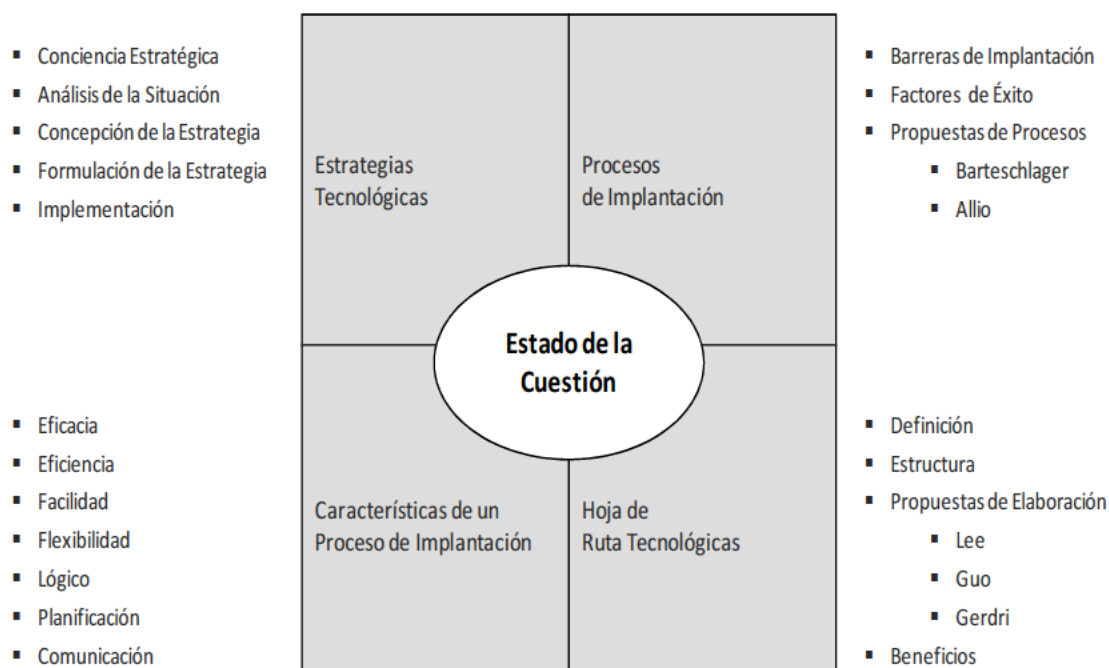 Conciencia Estratégica
Análisis de la Situación
Concepción de la Estrategia
Formulación de la Estrategia
Implementación
Estrategias
Tecnológicas
Procesos
de Implantación
Barreras de Implantación
Factores de Éxito
Propuestas de Procesos
Barteschlager
Allio
Estado de la
Cuestión
Eficacia
Eficiencia
Facilidad
Flexibilidad
Lógico
Planificación
Comunicación
Características de un
Proceso de Implantación
Hoja de
Ruta Tecnológicas
Definición
Estructura
Propuestas de Elaboración
Lee
Guo
Gerdri
Beneficios